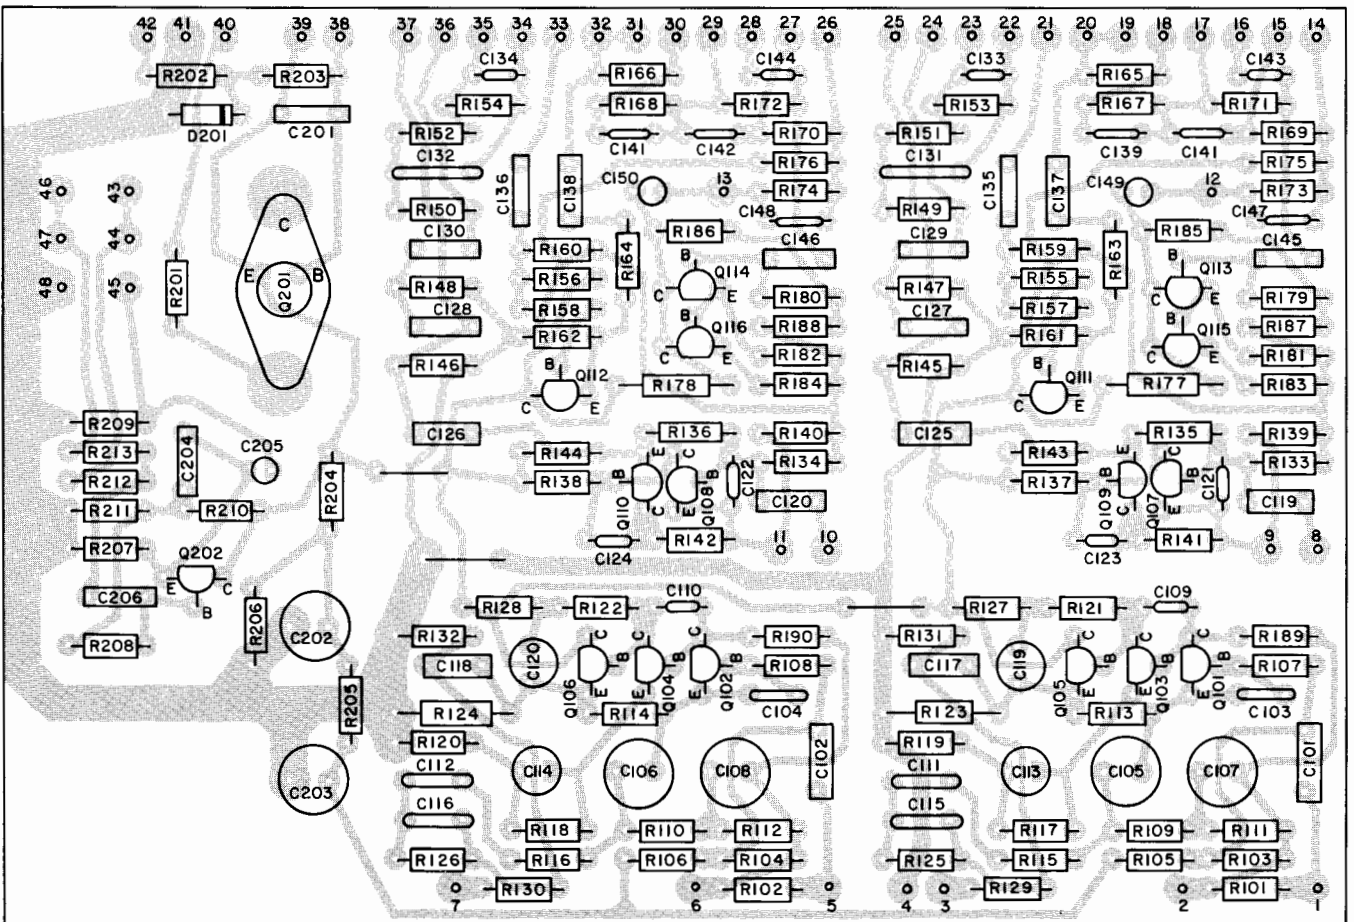 42 41 40 39 38 37 36 35 34 33 32 31 30 29 28 27 26 25 24 23 22 21 20 19 18 17 16 15 14
C134 C144 C133 C143
R202 R203 R166 R165
R154 R168 R172 R153 R167 R171
D201 C201
R152 R170 R151 R169
C132 C141 C142 C131 C139 C141
R176 R175
46 43 C136 C138 C150 13 R174 C135 C137 C149 12 R173
R150 C148 R149 C147
C R186 R185
47 44 C130 R160 R164 C146 C129 R159 R163 C145
E Q201 B R201 R156 B Q114 C E R155 B Q113 C E
48 45 R148 R180 R147 R179
C128 R158 B Q116 C E R188 C127 R157 B Q115 C E R187
R162 R182 R161 R181
R146 B Q112 C E R178 R184 R145 B Q111 C E R177 R183
C
R209 C126 R136 R140 C125 R135 R139
R213 C204 C205 R144 R134 R143 R133
R212 R204 R138 B E C Q110 C B E Q108 C122 R137 B E C Q109 C B E Q107 C121
R211 R210 C120 C119
R207 Q202 E C B C124 R142 11 10 C123 R141 9 8
C206 R206 C202 R128 R122 C110 R127 R121 C109
R208 R132 R190 R131 R189
C118 C120 C B E Q106 C B E Q104 C B E Q102 R108 C117 C119 C B E Q105 C B E Q103 C B E Q101 R107
R205 R124 R114 C104 R123 R113 C103
R120 C102 R119 C101
C203 C112 C114 C106 C108 C111 C113 C105 C107
C116 C115
R118 R110 R112 R117 R109 R111
R126 R116 R106 R104 R125 R115 R105 R103
7 R130 6 R102 5 4 3 R129 2 R101 1